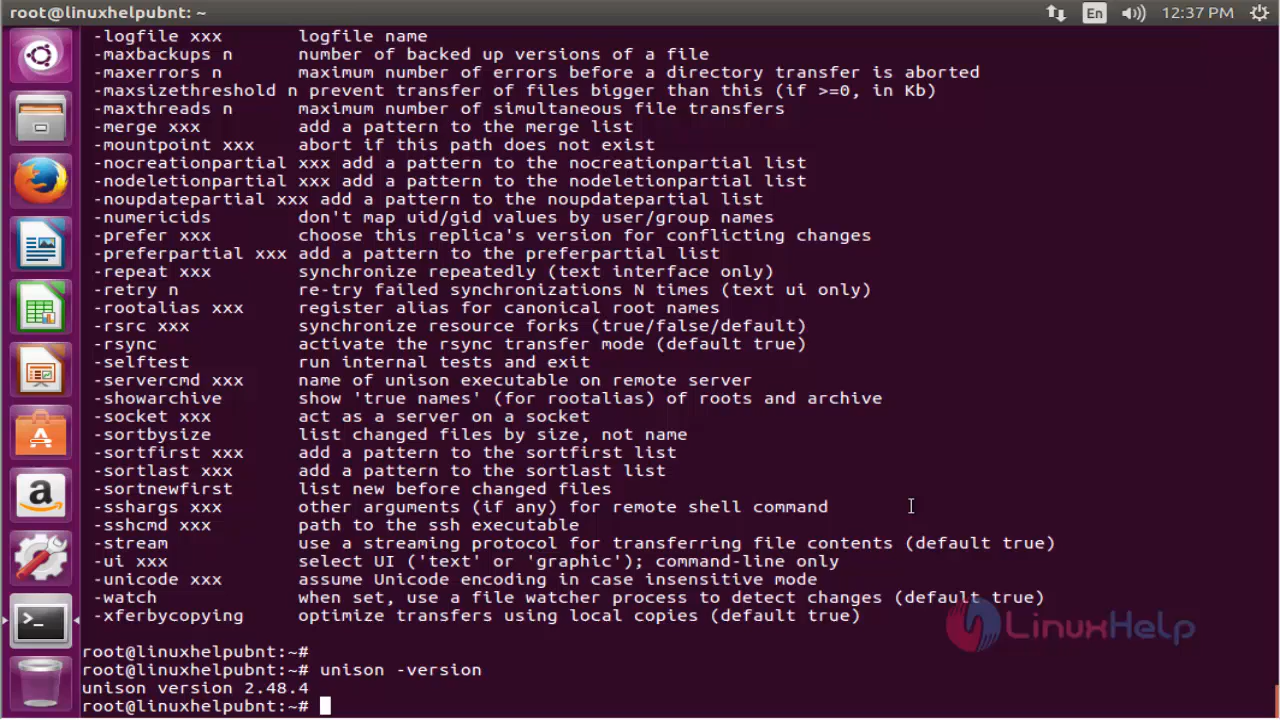 root@linuxhelpubnt: ~ En 12:37 PM
-logfile xxx logfile name
-maxbackups n number of backed up versions of a file
-maxerrors n maximum number of errors before a directory transfer is aborted
-maxsizethreshold n prevent transfer of files bigger than this (if >=0, in Kb)
-maxthreads n maximum number of simultaneous file transfers
-merge xxx add a pattern to the merge list
-mountpoint xxx abort if this path does not exist
-nocreationpartial xxx add a pattern to the nocreationpartial list
-nodeletionpartial xxx add a pattern to the nodeletionpartial list
-noupdatepartial xxx add a pattern to the noupdatepartial list
-numericids don't map uid/gid values by user/group names
-prefer xxx choose this replica's version for conflicting changes
-preferpartial xxx add a pattern to the preferpartial list
-repeat xxx synchronize repeatedly (text interface only)
-retry n re-try failed synchronizations N times (text ui only)
-rootalias xxx register alias for canonical root names
-rsrc xxx synchronize resource forks (true/false/default)
-rsync activate the rsync transfer mode (default true)
-selftest run internal tests and exit
-servercmd xxx name of unison executable on remote server
-showarchive show 'true names' (for rootalias) of roots and archive
-socket xxx act as a server on a socket
-sortbysize list changed files by size, not name
-sortfirst xxx add a pattern to the sortfirst list
-sortlast xxx add a pattern to the sortlast list
-sortnewfirst list new before changed files
-sshargs xxx other arguments (if any) for remote shell command
-sshcmd xxx path to the ssh executable
-stream use a streaming protocol for transferring file contents (default true)
-ui xxx select UI ('text' or 'graphic'); command-line only
-unicode xxx assume Unicode encoding in case insensitive mode
-watch when set, use a file watcher process to detect changes (default true)
-xferbycopying optimize transfers using local copies (default true)
LinuxHelp
root@linuxhelpubnt:~#
root@linuxhelpubnt:~# unison -version
unison version 2.48.4
root@linuxhelpubnt:~#